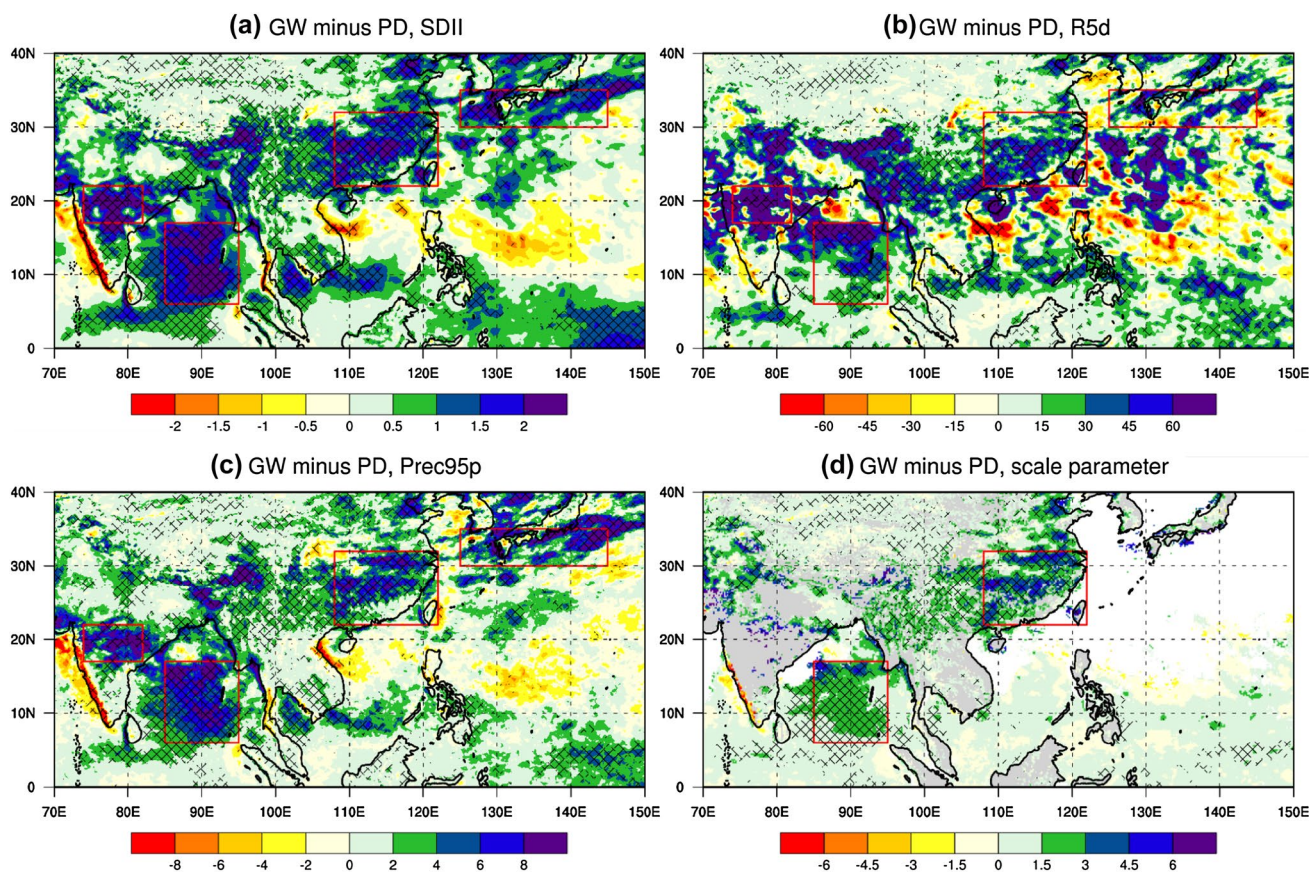 (a) GW minus PD, SDII
40N
30N
20N
10N
0
70E 80E 90E 100E 110E 120E 130E 140E 150E
-2 -1.5 -1 -0.5 0 0.5 1 1.5 2
(b) GW minus PD, R5d
40N
30N
20N
10N
0
70E 80E 90E 100E 110E 120E 130E 140E 150E
-60 -45 -30 -15 0 15 30 45 60
(c) GW minus PD, Prec95p
40N
30N
20N
10N
0
70E 80E 90E 100E 110E 120E 130E 140E 150E
-8 -6 -4 -2 0 2 4 6 8
(d) GW minus PD, scale parameter
40N
30N
20N
10N
0
70E 80E 90E 100E 110E 120E 130E 140E 150E
-6 -4.5 -3 -1.5 0 1.5 3 4.5 6